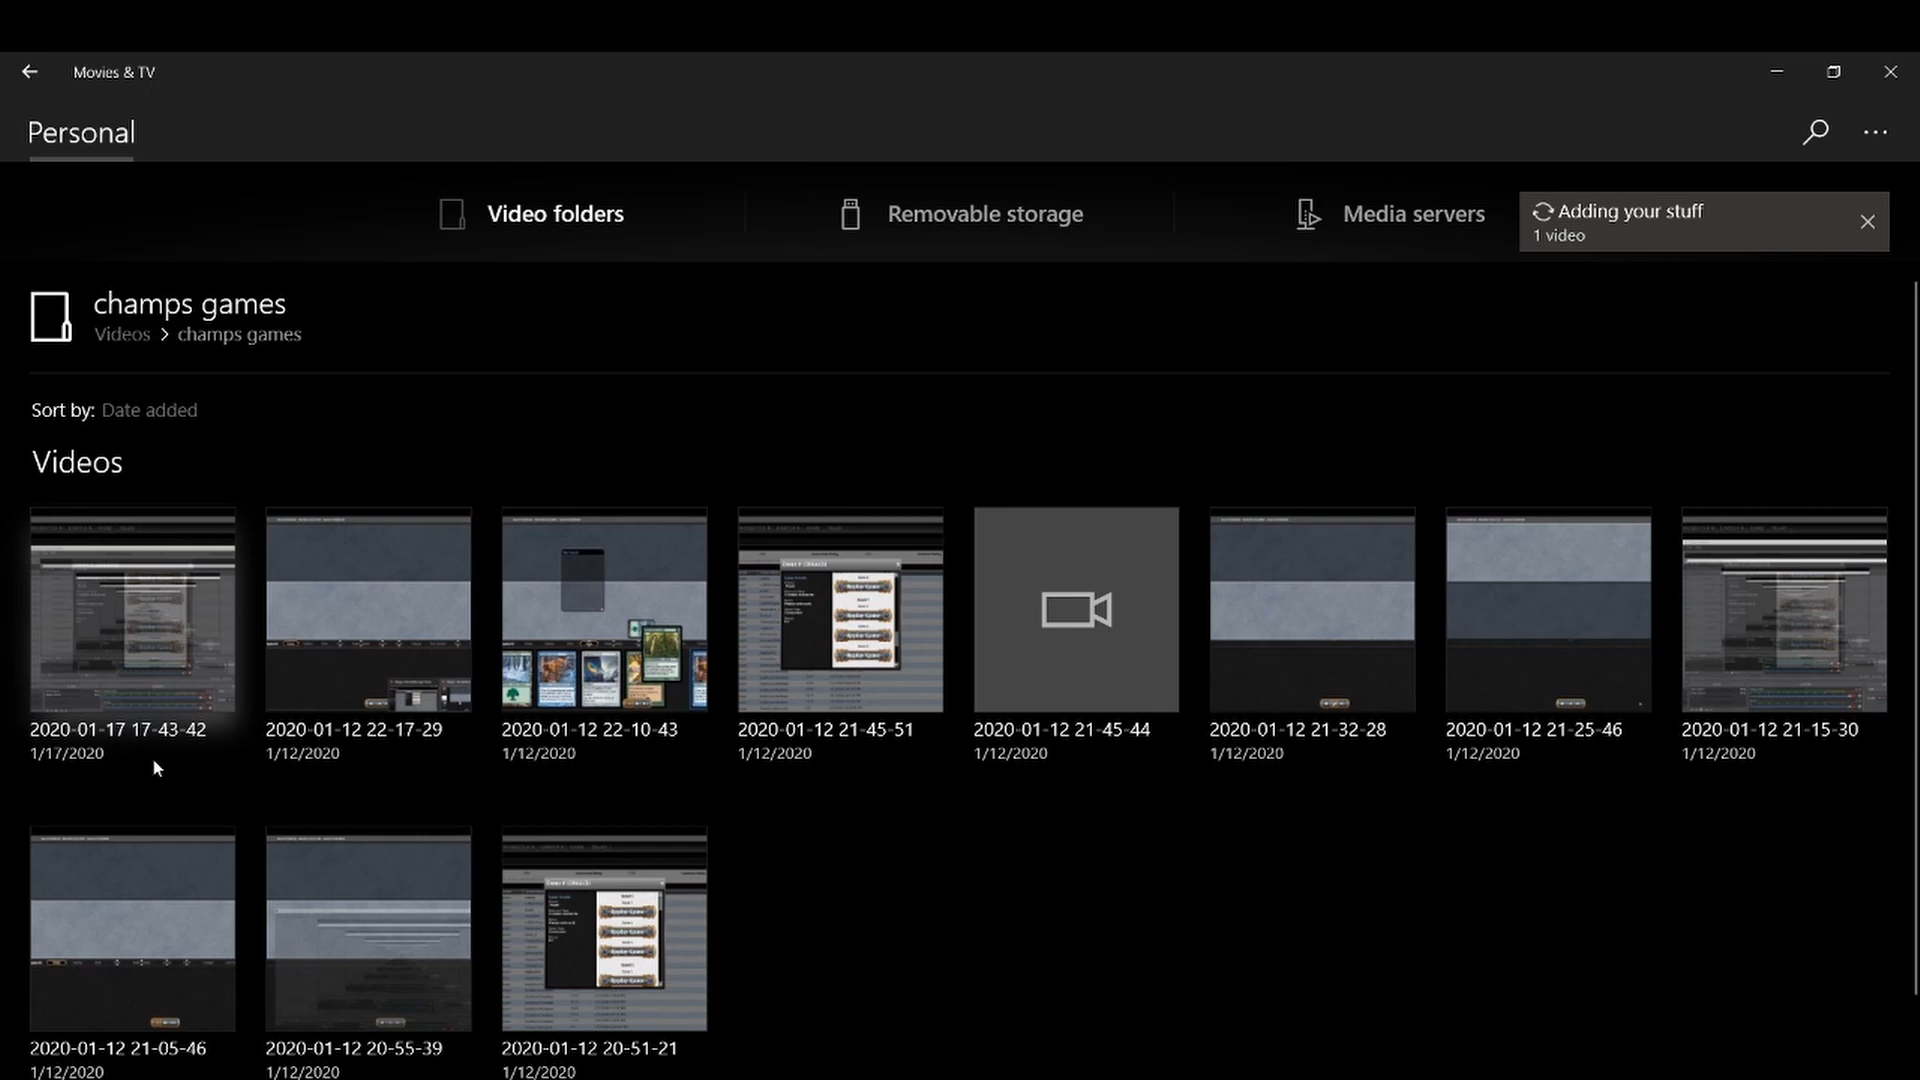 Movies & TV
Personal
Video folders
Removable storage
Media servers
Adding your stuff
1 video
champs games
Videos > champs games
Sort by: Date added
Videos
2020-01-17 17-43-42
1/17/2020
2020-01-12 22-17-29
1/12/2020
2020-01-12 22-10-43
1/12/2020
2020-01-12 21-45-51
1/12/2020
2020-01-12 21-45-44
1/12/2020
2020-01-12 21-32-28
1/12/2020
2020-01-12 21-25-46
1/12/2020
2020-01-12 21-15-30
1/12/2020
2020-01-12 21-05-46
1/12/2020
2020-01-12 20-55-39
1/12/2020
2020-01-12 20-51-21
1/12/2020